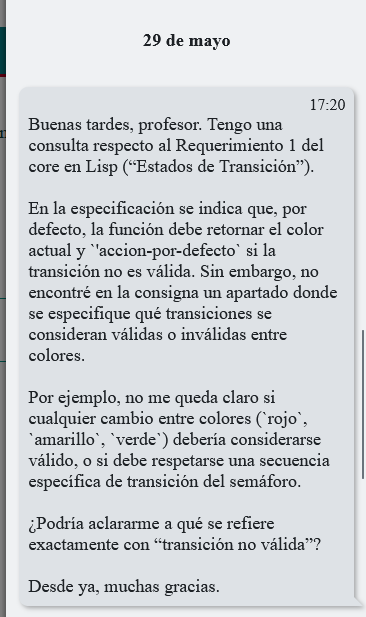 29 de mayo
17:20
Buenas tardes, profesor. Tengo una
consulta respecto al Requerimiento 1 del
core en Lisp (“Estados de Transición”).
En la especificación se indica que, por
defecto, la función debe retornar el color
actual y `'accion-por-defecto` si la
transición no es válida. Sin embargo, no
encontré en la consigna un apartado donde
se especifique qué transiciones se
consideran válidas o inválidas entre
colores.
Por ejemplo, no me queda claro si
cualquier cambio entre colores (`rojo`,
`amarillo`, `verde`) debería considerarse
válido, o si debe respetarse una secuencia
específica de transición del semáforo.
¿Podría aclararme a qué se refiere
exactamente con “transición no válida”?
Desde ya, muchas gracias.